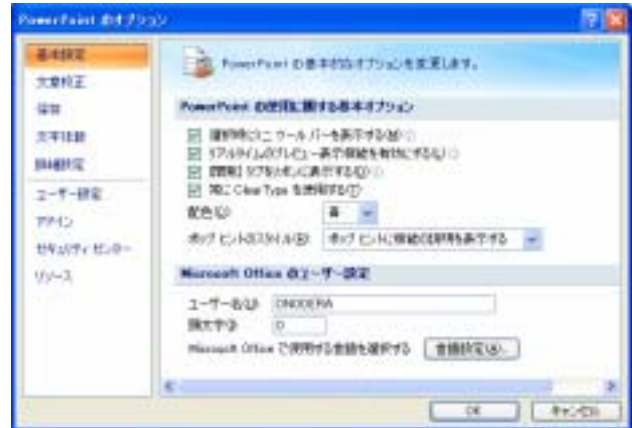 PowerPoint のオプション
基本設定
文章校正
保存
文字体裁
詳細設定
ユーザー設定
アドイン
セキュリティ センター
リソース
PowerPoint の基本的なオプションを変更します。
PowerPoint の使用に関する基本オプション
選択時にミニ ツール バーを表示する(M)
リアルタイムのプレビュー表示機能を有効にする(L)
[開発] タブをリボンに表示する(D)
常に ClearType を使用する(T)
配色(C): 青
ポップ ヒントのスタイル(R): ポップ ヒントに機能の説明を表示する
Microsoft Office のユーザー設定
ユーザー名(U): ONODERA
頭文字(I): O
Microsoft Office で使用する言語を選択する 言語設定(A)...
OK キャンセル